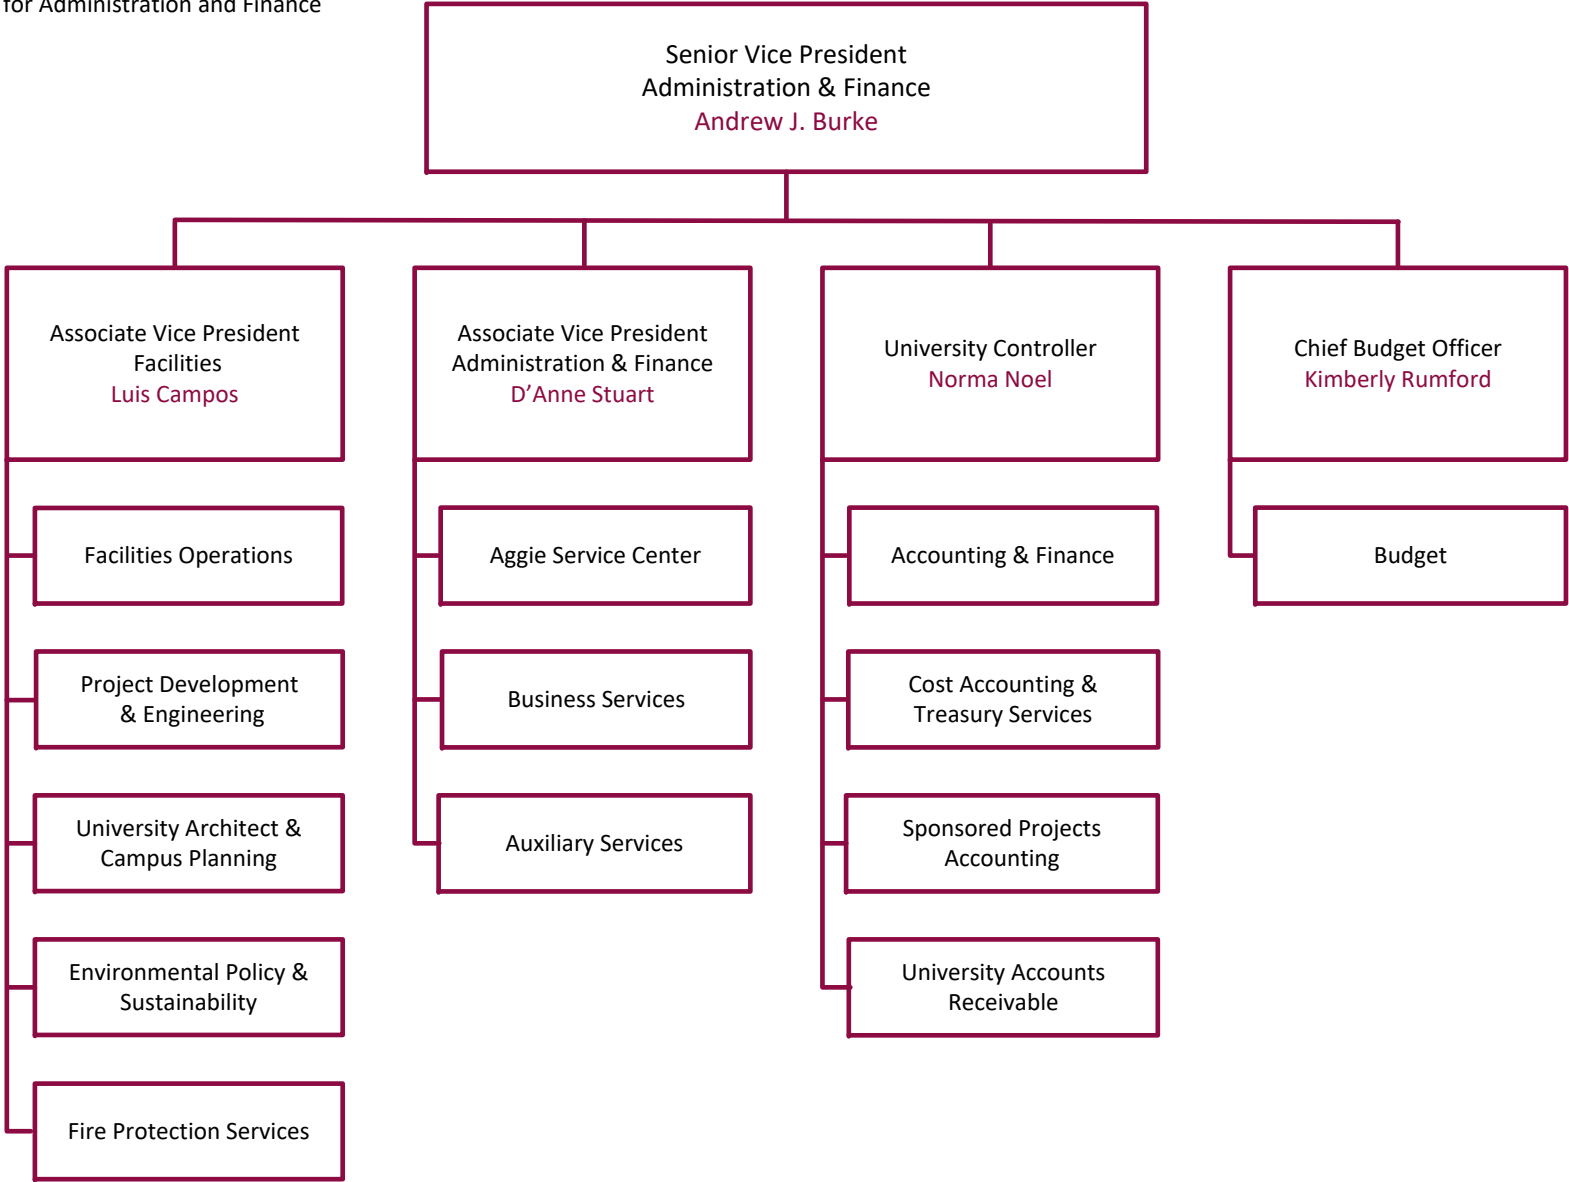 for Administration and Finance
Senior Vice President
Administration & Finance
Andrew J. Burke
Associate Vice President
Facilities
Luis Campos
Associate Vice President
Administration & Finance
D’Anne Stuart
University Controller
Norma Noel
Chief Budget Officer
Kimberly Rumford
Facilities Operations
Aggie Service Center
Accounting & Finance
Budget
Project Development
& Engineering
Business Services
Cost Accounting &
Treasury Services
University Architect &
Campus Planning
Auxiliary Services
Sponsored Projects
Accounting
Environmental Policy &
Sustainability
University Accounts
Receivable
Fire Protection Services